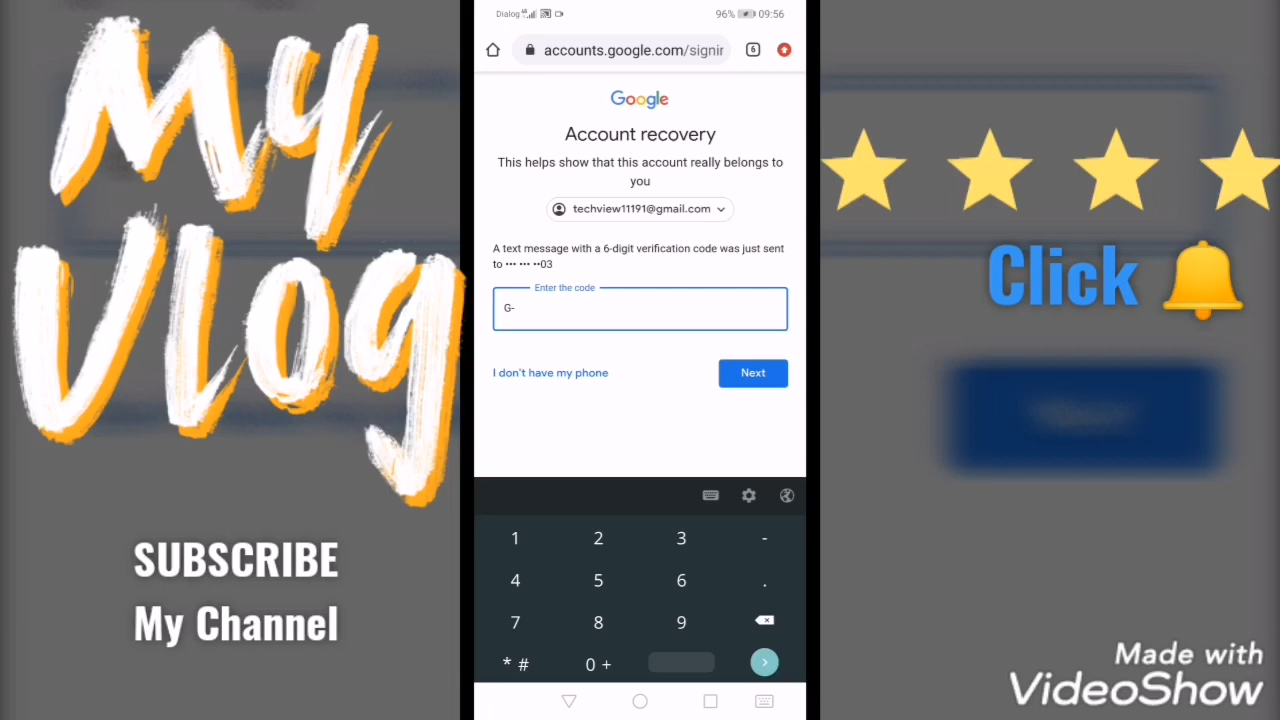 My
Vlog
SUBSCRIBE
My Channel
Dialog 96% 09:56
accounts.google.com/signir
6
Google
Account recovery
This helps show that this account really belongs to
you
techview11191@gmail.com
A text message with a 6-digit verification code was just sent
to ••• ••• ••03
Enter the code
G-
I don't have my phone
Next
1 2 3 -
4 5 6 .
7 8 9
* # 0 +
Click
Made with
VideoShow